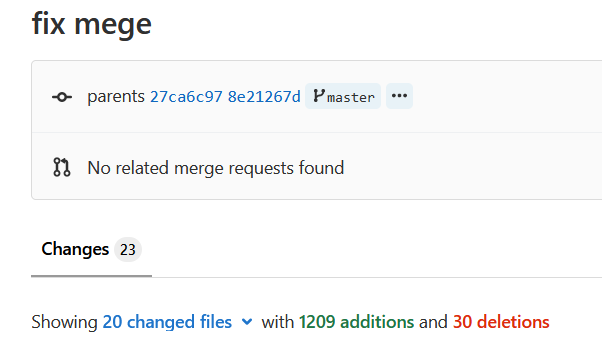 fix mege
parents 27ca6c97 8e21267d master
No related merge requests found
Changes 23
Showing 20 changed files with 1209 additions and 30 deletions